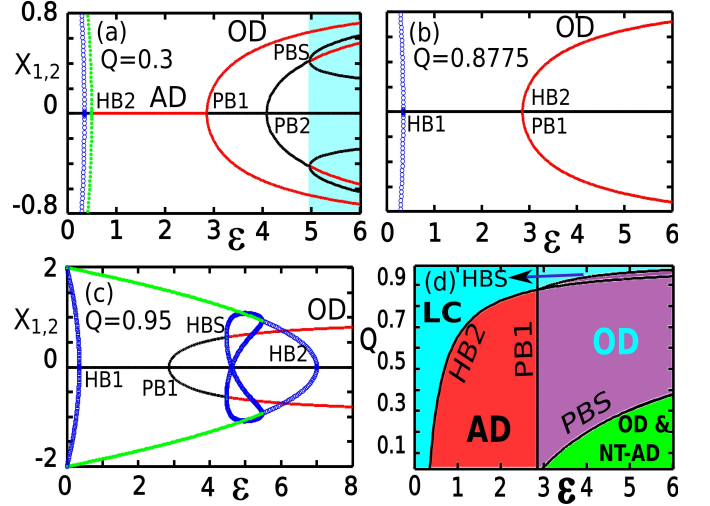 0.8
(a)
OD
X1,2
Q=0.3
PBS
HB2
AD
PB1
0
PB2
-0.8
0 1 2 3 4 5 6
ε
(b)
OD
Q=0.8775
HB2
HB1
PB1
0 1 2 3 4 5 6
ε
2
(c)
OD
X1,2
Q=0.95
HBS
HB2
0
HB1
PB1
-2
0 2 4 6 8
ε
0.9
(d)
HBS
LC
0.7
Q
HB2
PB1
OD
0.5
0.3
PBS
AD
OD &
0.1
NT-AD
0 1 2 3 4 5 6
ε